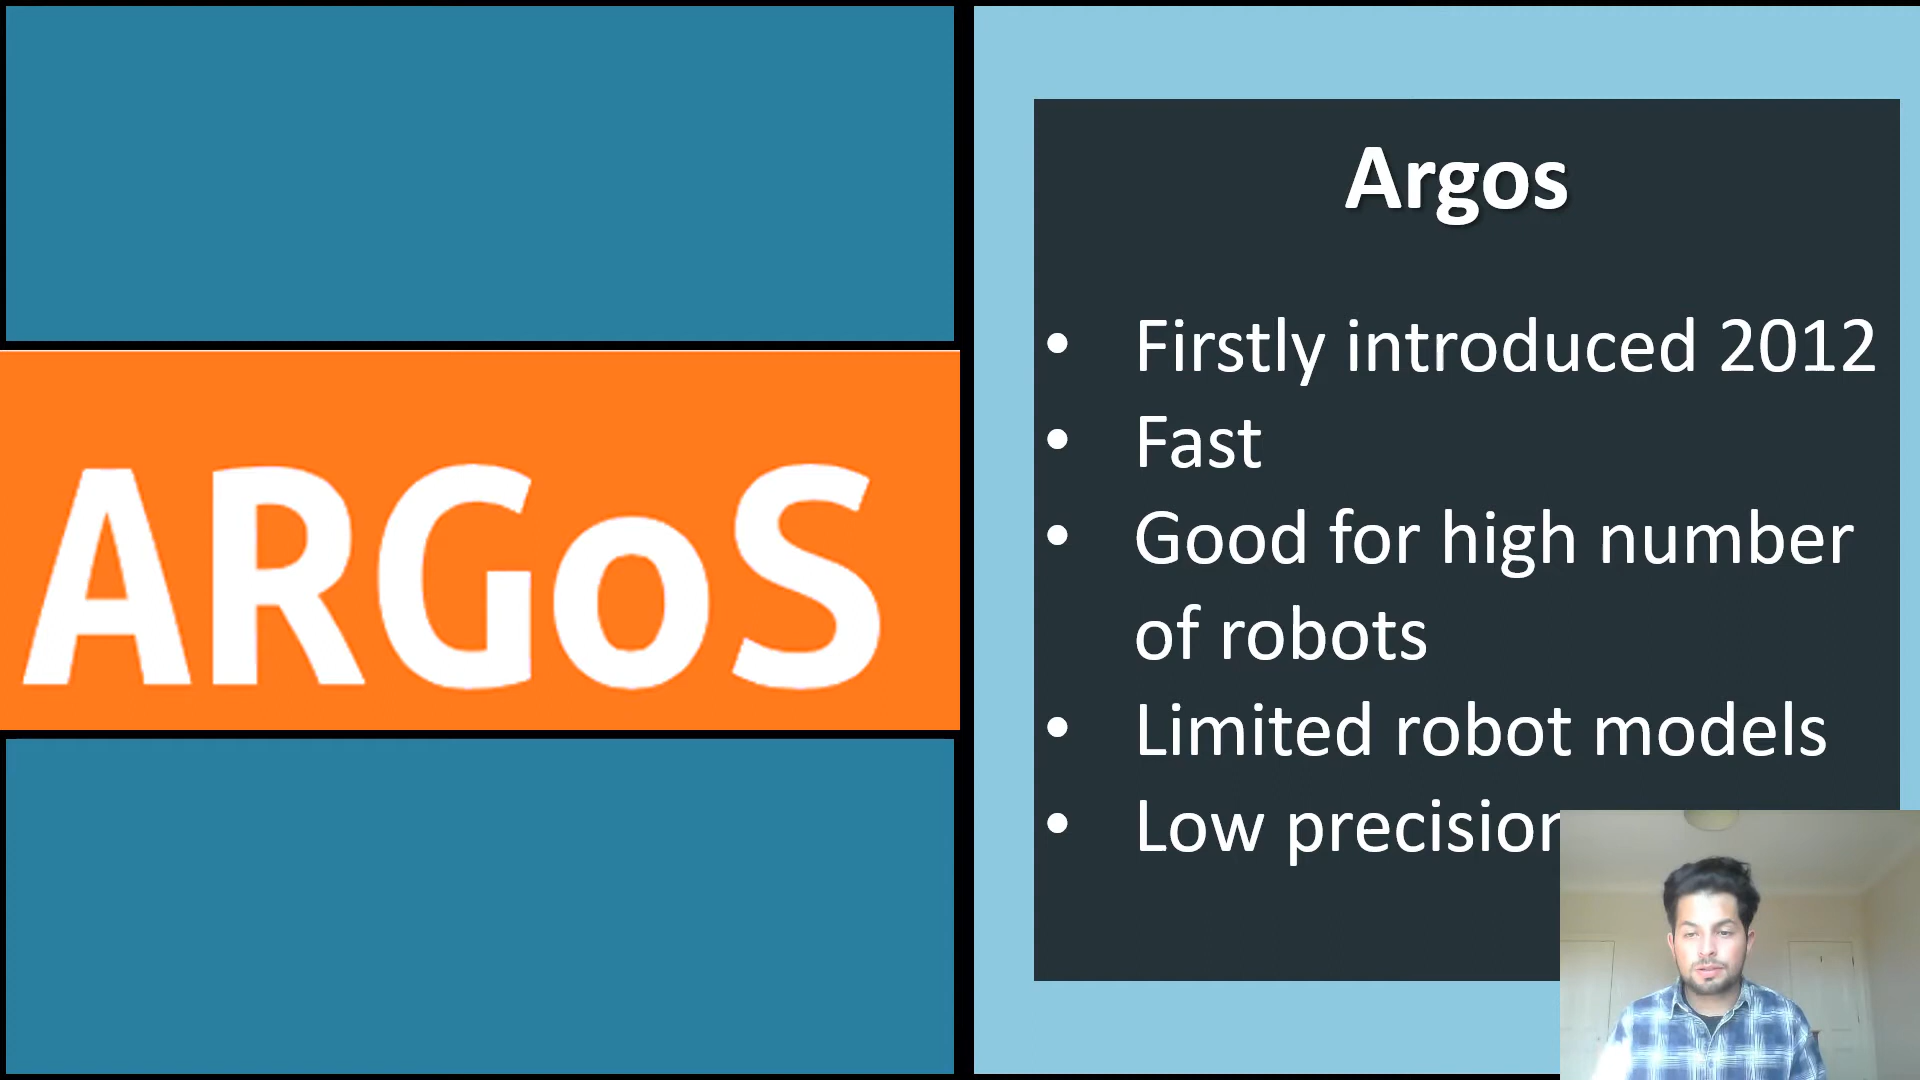 ARGoS
Argos
• Firstly introduced 2012
• Fast
• Good for high number
of robots
• Limited robot models
• Low precision